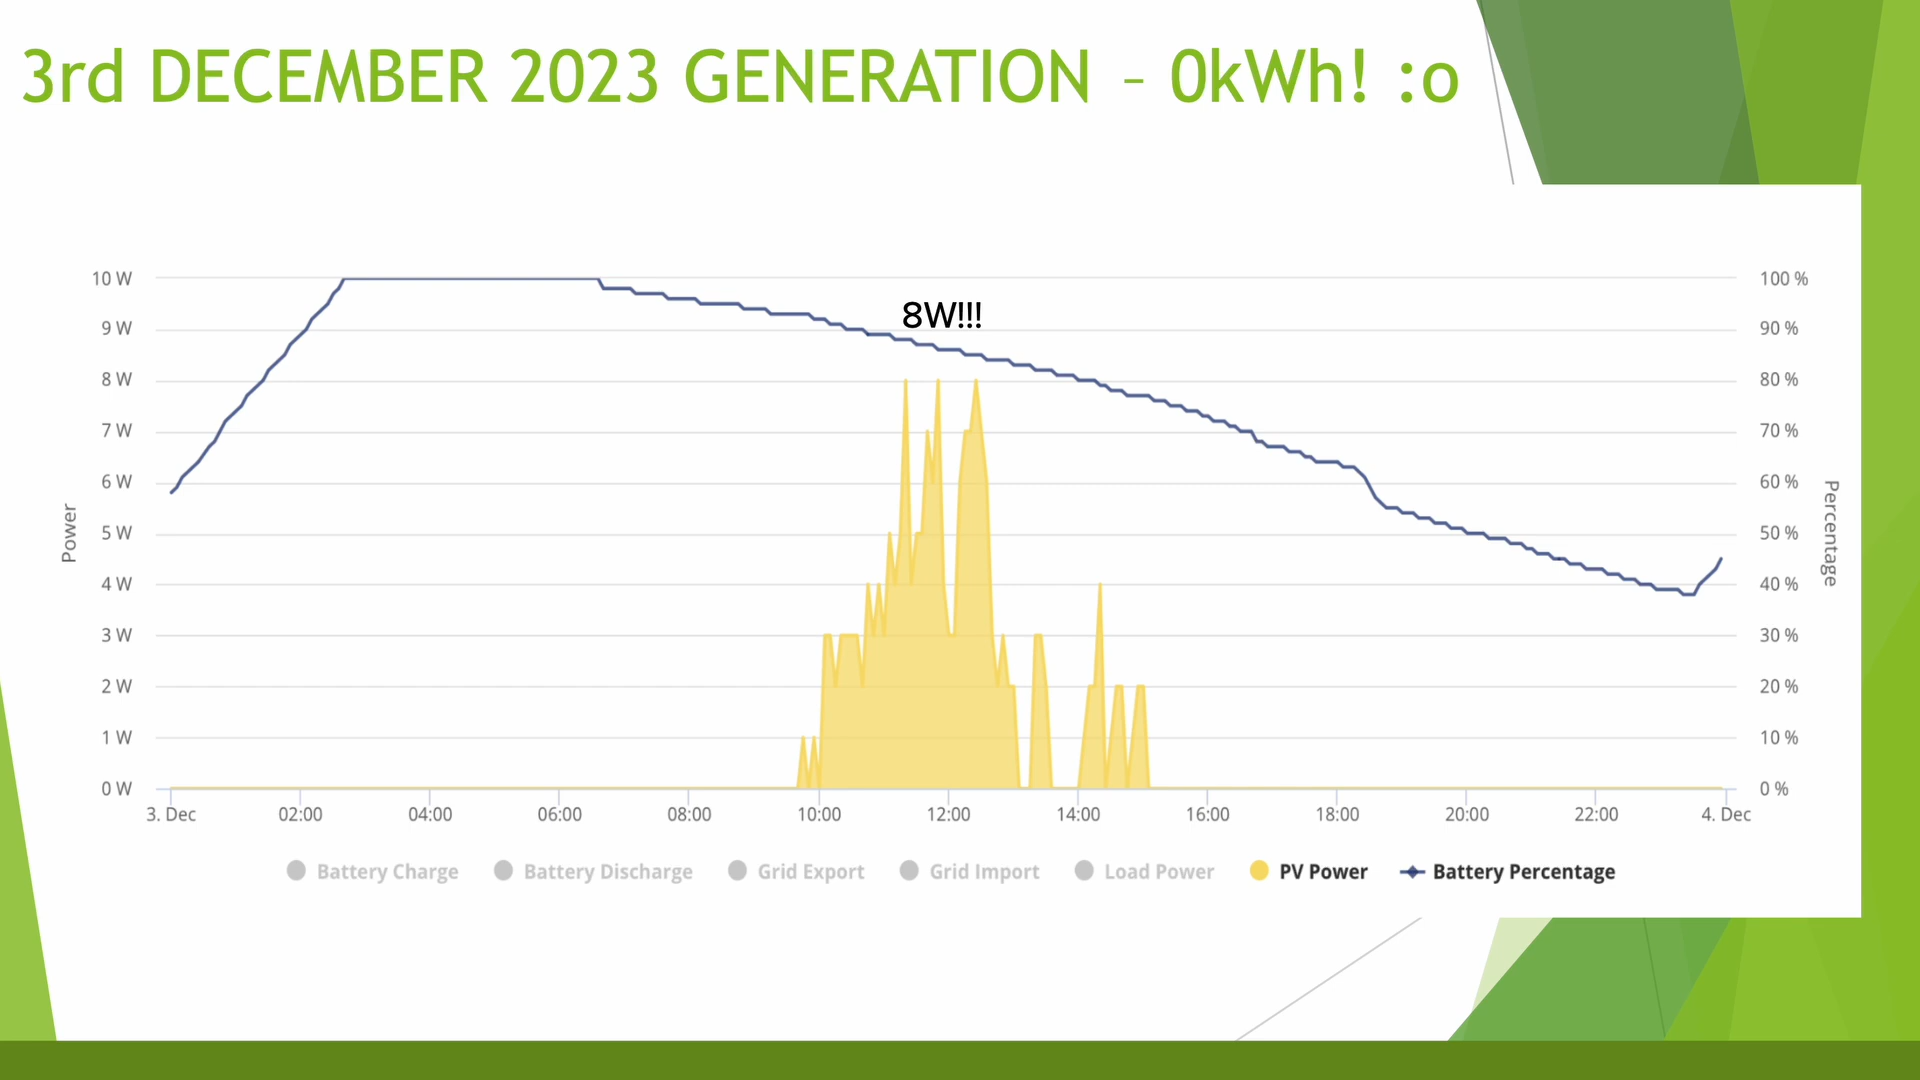 3rd DECEMBER 2023 GENERATION – 0kWh! :o
8W!!!
10 W
9 W
8 W
7 W
6 W
5 W
4 W
3 W
2 W
1 W
0 W
Power
100 %
90 %
80 %
70 %
60 %
50 %
40 %
30 %
20 %
10 %
0 %
Percentage
3. Dec 02:00 04:00 06:00 08:00 10:00 12:00 14:00 16:00 18:00 20:00 22:00 4. Dec
Battery Charge Battery Discharge Grid Export Grid Import Load Power PV Power Battery Percentage